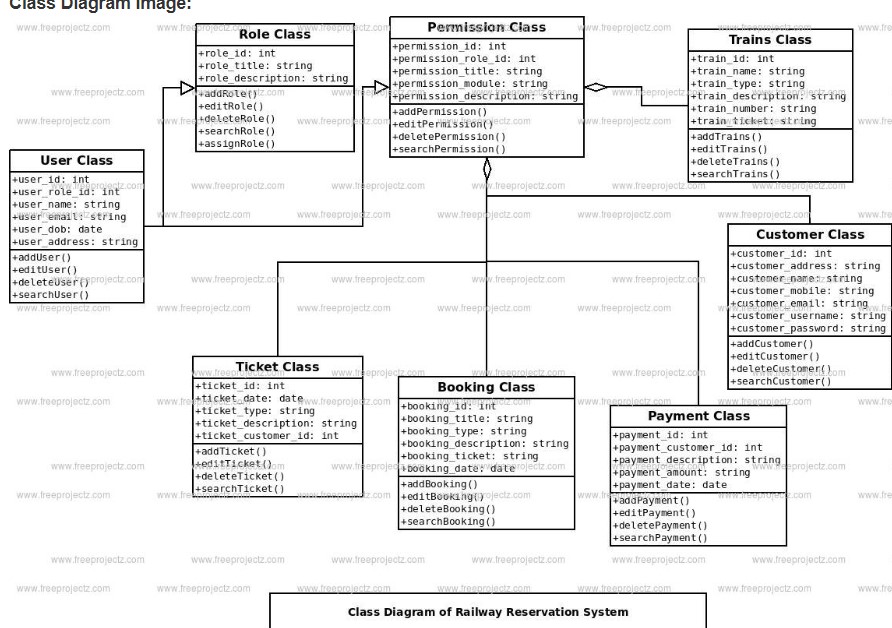 Class Diagram Image:
Role Class
+role_id: int
+role_title: string
+role_description: string
+addRole()
+editRole()
+deleteRole()
+searchRole()
+assignRole()
Permission Class
+permission_id: int
+permission_role_id: int
+permission_title: string
+permission_module: string
+permission_description: string
+addPermission()
+editPermission()
+deletePermission()
+searchPermission()
Trains Class
+train_id: int
+train_name: string
+train_type: string
+train_description: string
+train_number: string
+train_ticket: string
+addTrains()
+editTrains()
+deleteTrains()
+searchTrains()
User Class
+user_id: int
+user_role_id: int
+user_name: string
+user_email: string
+user_dob: date
+user_address: string
+addUser()
+editUser()
+deleteUser()
+searchUser()
Customer Class
+customer_id: int
+customer_address: string
+customer_name: string
+customer_mobile: string
+customer_email: string
+customer_username: string
+customer_password: string
+addCustomer()
+editCustomer()
+deleteCustomer()
+searchCustomer()
Ticket Class
+ticket_id: int
+ticket_date: date
+ticket_type: string
+ticket_description: string
+ticket_customer_id: int
+addTicket()
+editTicket()
+deleteTicket()
+searchTicket()
Booking Class
+booking_id: int
+booking_title: string
+booking_type: string
+booking_description: string
+booking_ticket: string
+booking_date: date
+addBooking()
+editBooking()
+deleteBooking()
+searchBooking()
Payment Class
+payment_id: int
+payment_customer_id: int
+payment_description: string
+payment_amount: string
+payment_date: date
+addPayment()
+editPayment()
+deletePayment()
+searchPayment()
Class Diagram of Railway Reservation System
www.freeprojectz.com